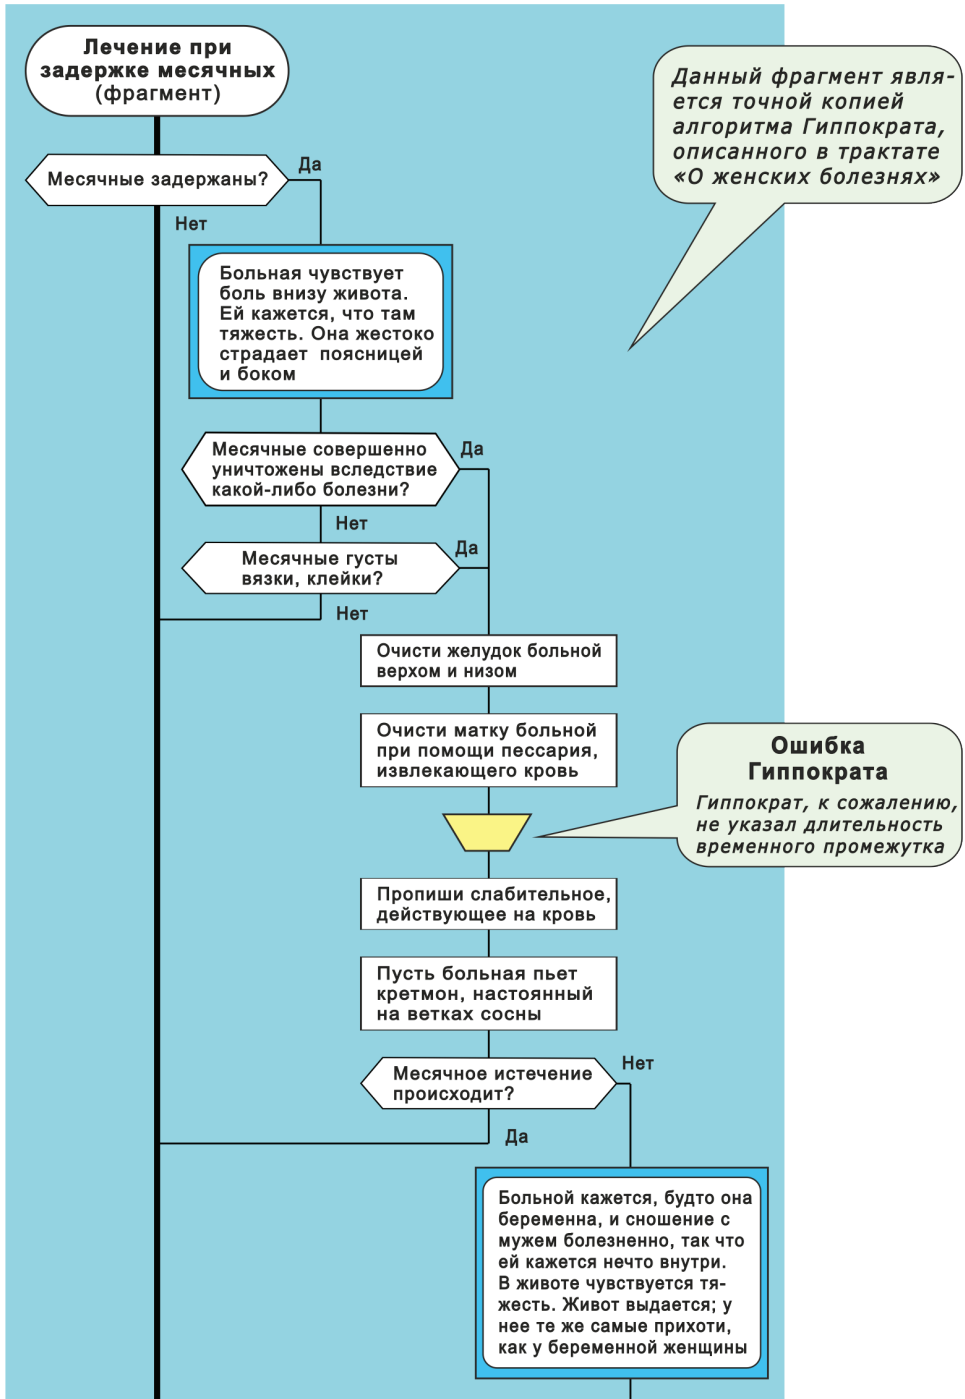 Лечение при
задержке месячных
(фрагмент)
Данный фрагмент явля-
ется точной копией
алгоритма Гиппократа,
описанного в трактате
«О женских болезнях»
Месячные задержаны?
Да
Нет
Больная чувствует
боль внизу живота.
Ей кажется, что там
тяжесть. Она жестоко
страдает поясницей
и боком
Месячные совершенно
уничтожены вследствие
какой-либо болезни?
Да
Нет
Месячные густы
вязки, клейки?
Да
Нет
Очисти желудок больной
верхом и низом
Очисти матку больной
при помощи пессария,
извлекающего кровь
Ошибка
Гиппократа
Гиппократ, к сожалению,
не указал длительность
временного промежутка
Пропиши слабительное,
действующее на кровь
Пусть больная пьет
кретмон, настоянный
на ветках сосны
Месячное истечение
происходит?
Нет
Да
Больной кажется, будто она
беременна, и сношение с
мужем болезненно, так что
ей кажется нечто внутри.
В животе чувствуется тя-
жесть. Живот выдается; у
нее те же самые прихоти,
как у беременной женщины